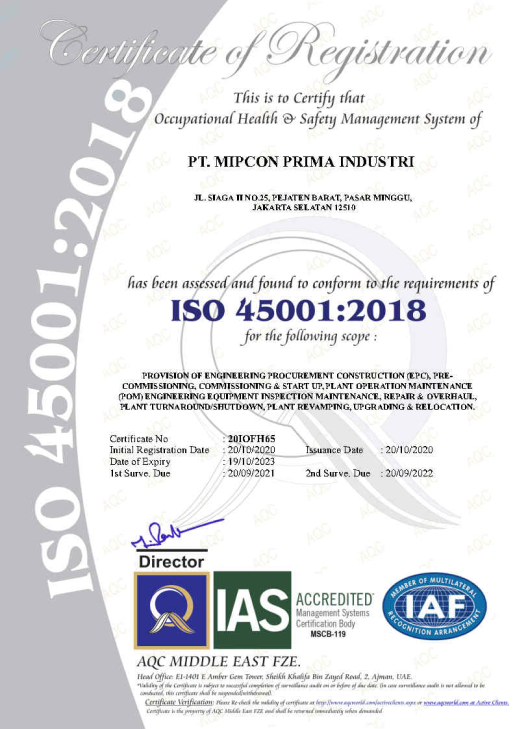 Certificate of Registration
This is to Certify that
Occupational Health & Safety Management System of
PT. MIPCON PRIMA INDUSTRI
JL. SIAGA II NO.25, PEJATEN BARAT, PASAR MINGGU,
JAKARTA SELATAN 12510
has been assessed and found to conform to the requirements of
ISO 45001:2018
for the following scope :
PROVISION OF ENGINEERING PROCUREMENT CONSTRUCTION (EPC), PRE-
COMMISSIONING, COMMISSIONING & START UP, PLANT OPERATION MAINTENANCE
(POM) ENGINEERING EQUIPMENT INSPECTION MAINTENANCE, REPAIR & OVERHAUL,
PLANT TURNAROUND/SHUTDOWN, PLANT REVAMPING, UPGRADING & RELOCATION.
Certificate No : 20IOFH65
Initial Registration Date : 20/10/2020 Issuance Date : 20/10/2020
Date of Expiry : 19/10/2023
1st Surve. Due : 20/09/2021 2nd Surve. Due : 20/09/2022
ISO 45001:2018
Director
IAS ACCREDITED
Management Systems
Certification Body
MSCB-119
MEMBER OF MULTILATERAL
IAF
RECOGNITION ARRANGEMENT
AQC MIDDLE EAST FZE.
Head Office: E1-1401 E Amber Gem Tower, Sheikh Khalifa Bin Zayed Road, 2, Ajman, UAE.
*Validity of the Certificate is subject to successful completion of surveillance audit on or before of due date. (In case surveillance audit is not allowed to be
conducted, this certificate shall be suspended/withdrawal).
Certificate Verification: Please Re-check the validity of certificate at http://www.aqcworld.com/activeclients.aspx or www.aqcworld.com at Active Clients.
Certificate is the property of AQC Middle East FZE and shall be returned immediately when demanded